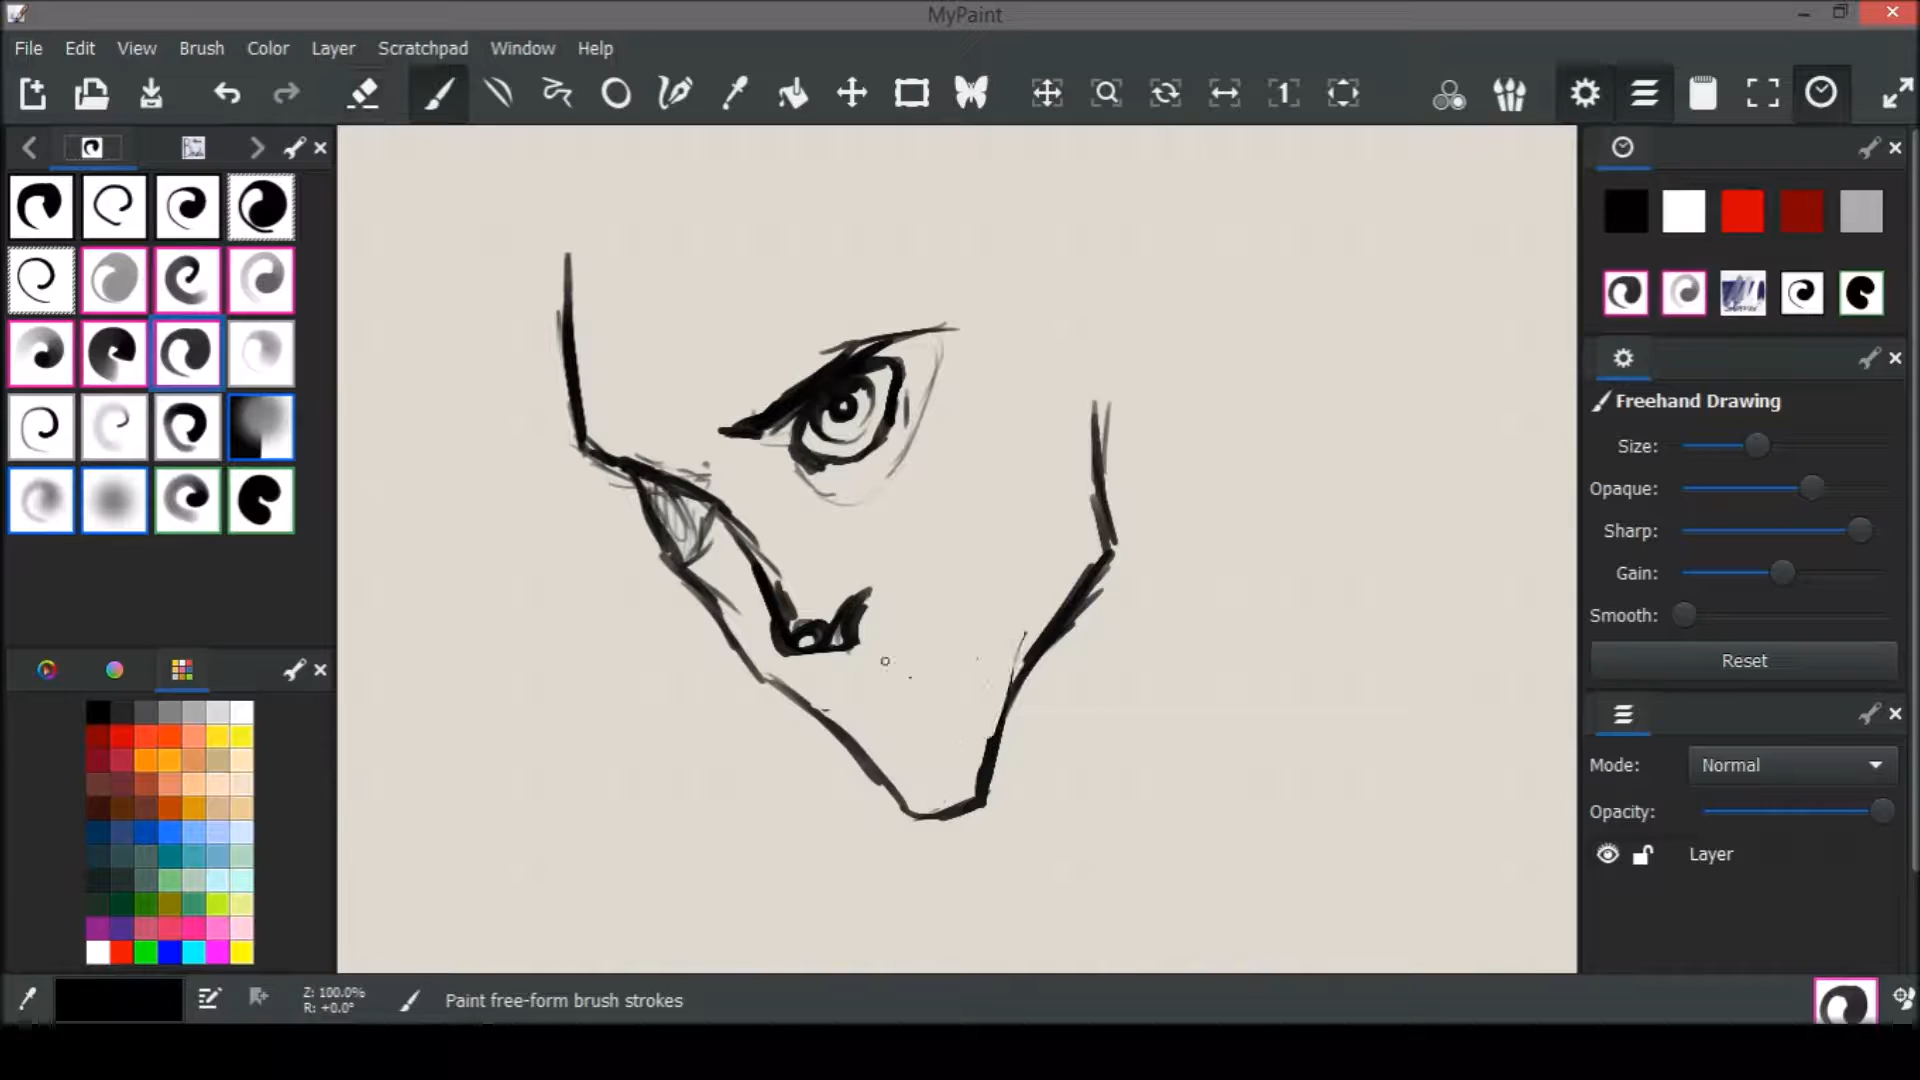 MyPaint
File Edit View Brush Color Layer Scratchpad Window Help
1
Freehand Drawing
Size:
Opaque:
Sharp:
Gain:
Smooth:
Reset
Mode: Normal
Opacity:
Layer
Z: 100.0%
R: +0.0°
Paint free-form brush strokes